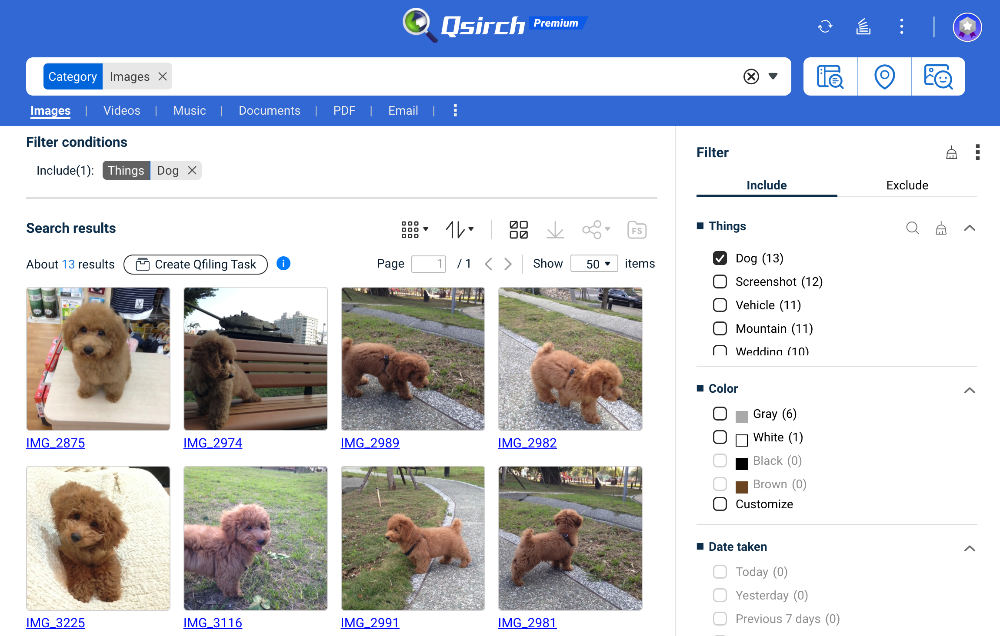 Qsirch Premium
Category Images
Images | Videos | Music | Documents | PDF | Email |
Filter conditions
Include(1): Things Dog
Search results
FS
About 13 results Create Qfiling Task
Page 1 / 1 Show 50 items
IMG_2875 IMG_2974 IMG_2989 IMG_2982
IMG_3225 IMG_3116 IMG_2991 IMG_2981
Filter
Include Exclude
Things
Dog (13)
Screenshot (12)
Vehicle (11)
Mountain (11)
Wedding (10)
Color
Gray (6)
White (1)
Black (0)
Brown (0)
Customize
Date taken
Today (0)
Yesterday (0)
Previous 7 days (0)